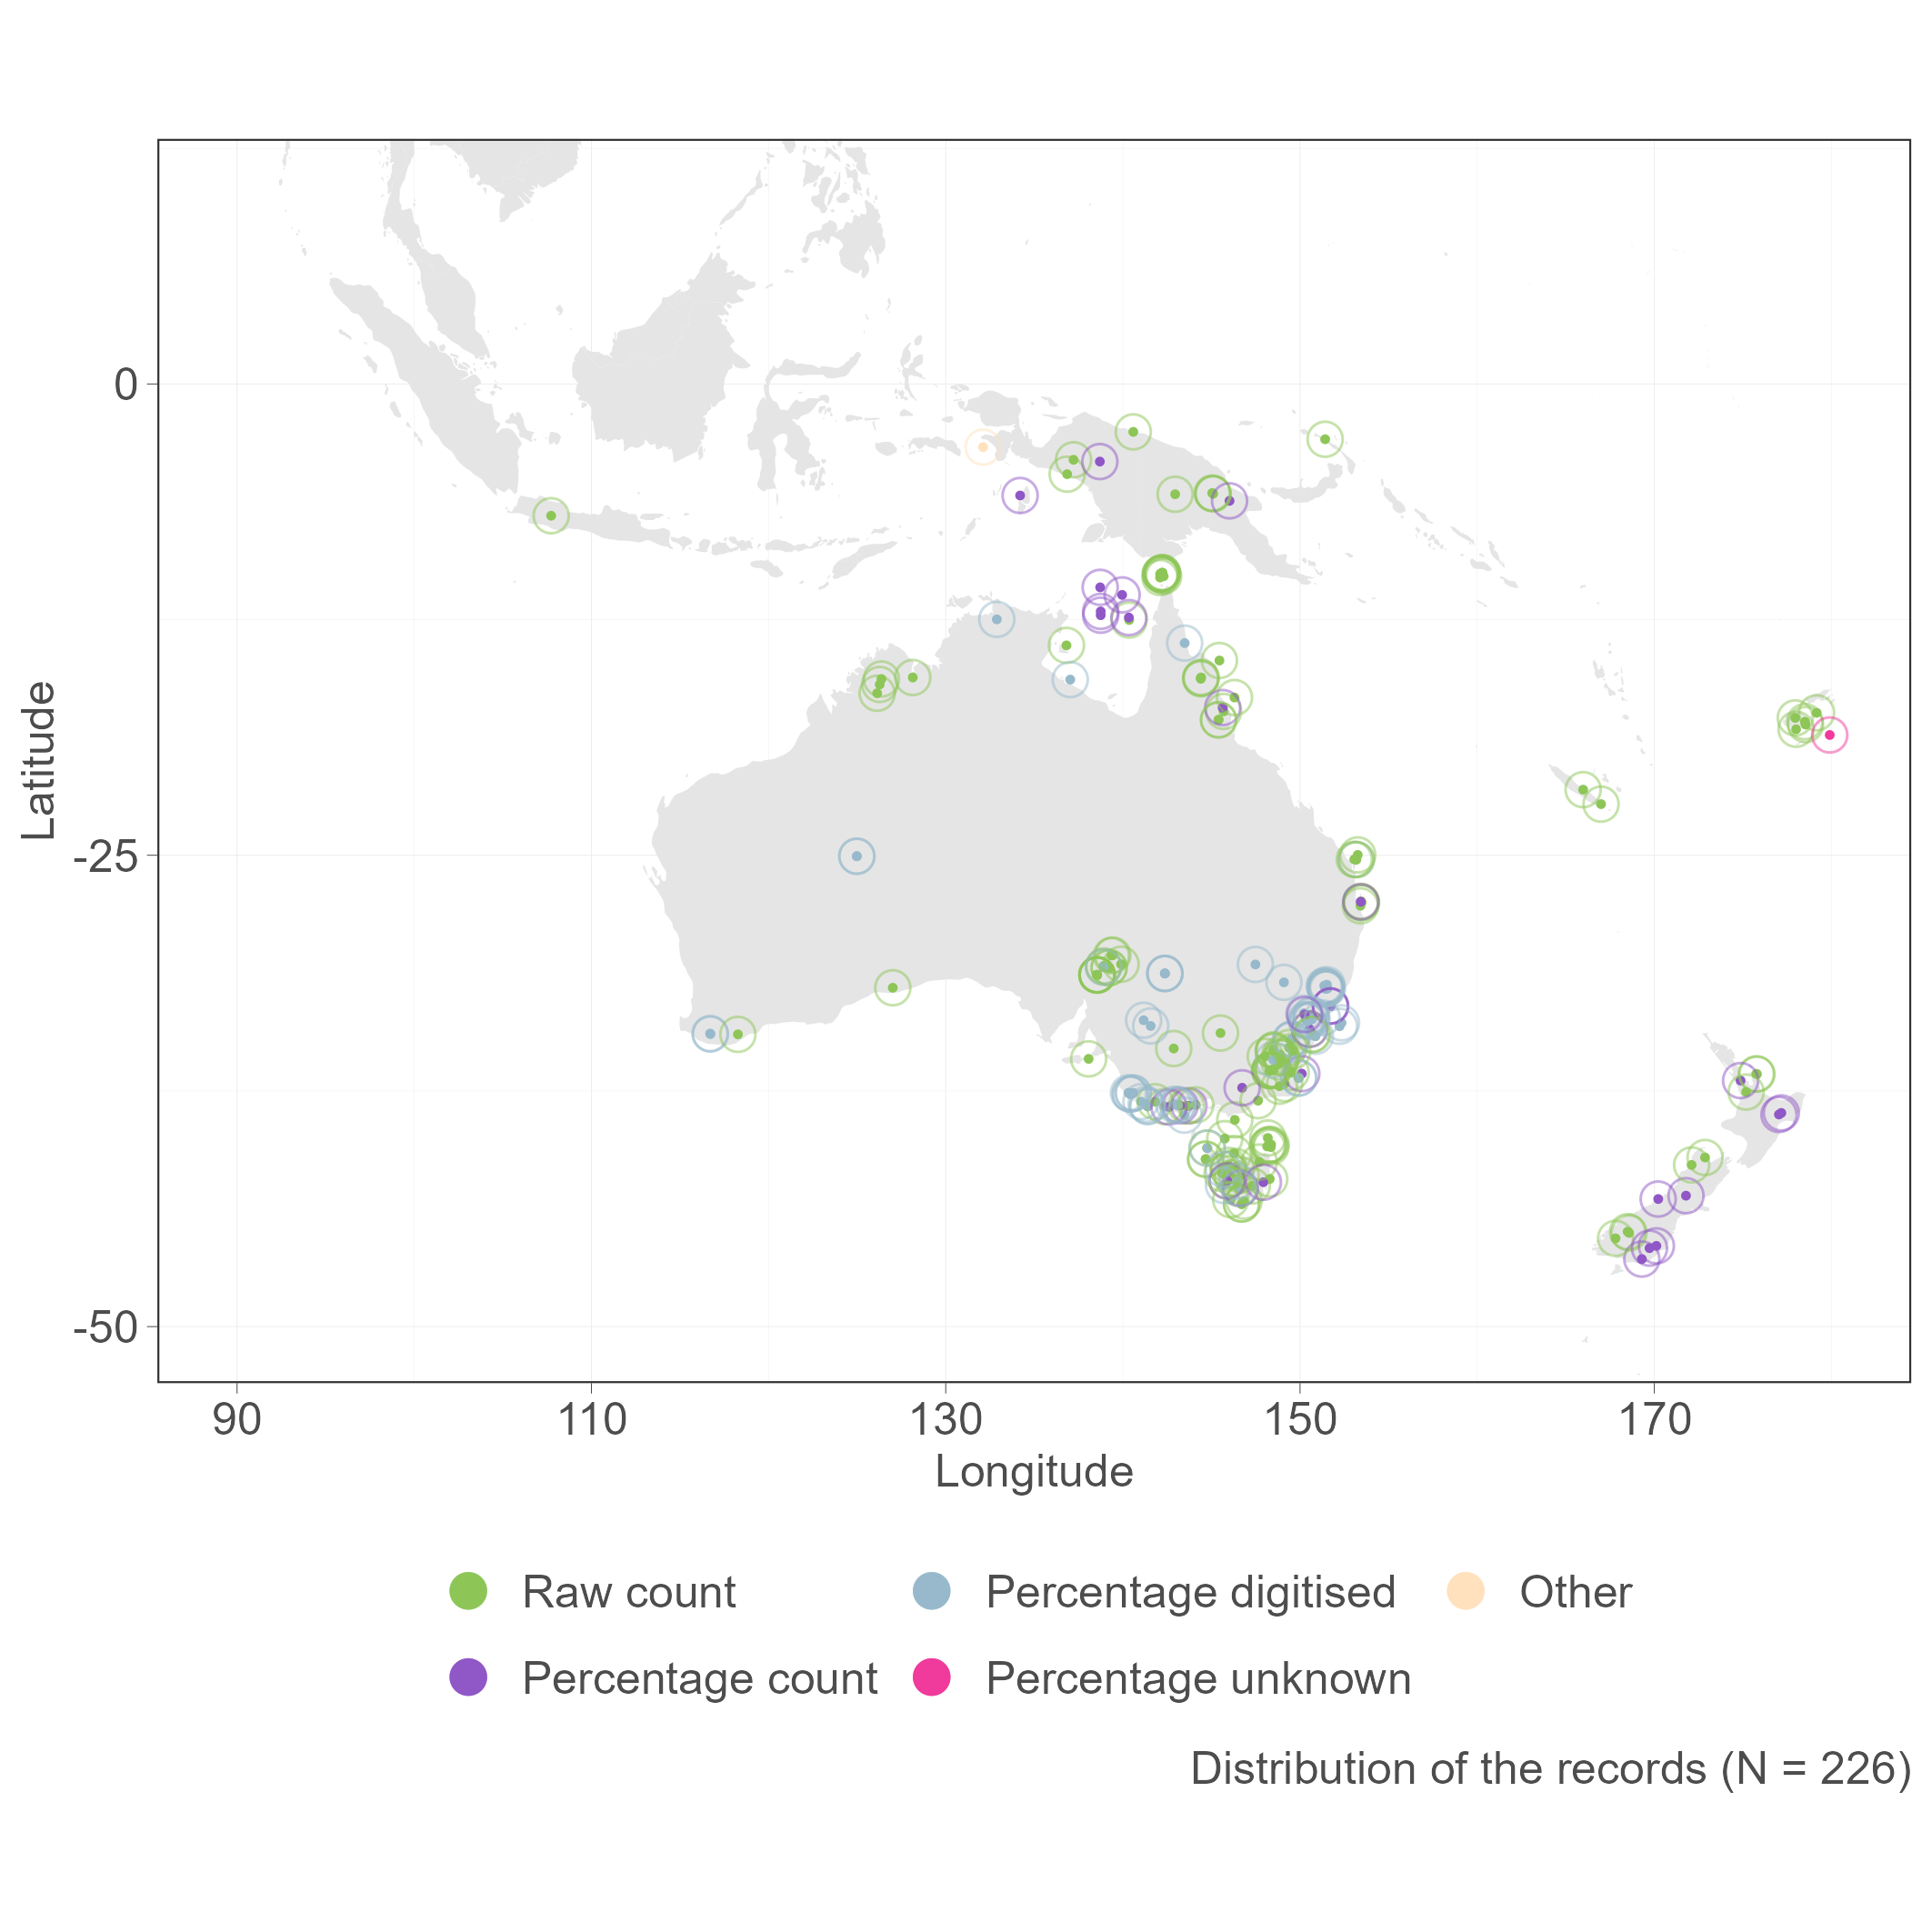 Latitude
0
-25
-50
90 110 130 150 170
Longitude
Raw count Percentage digitised Other
Percentage count Percentage unknown
Distribution of the records (N = 226)